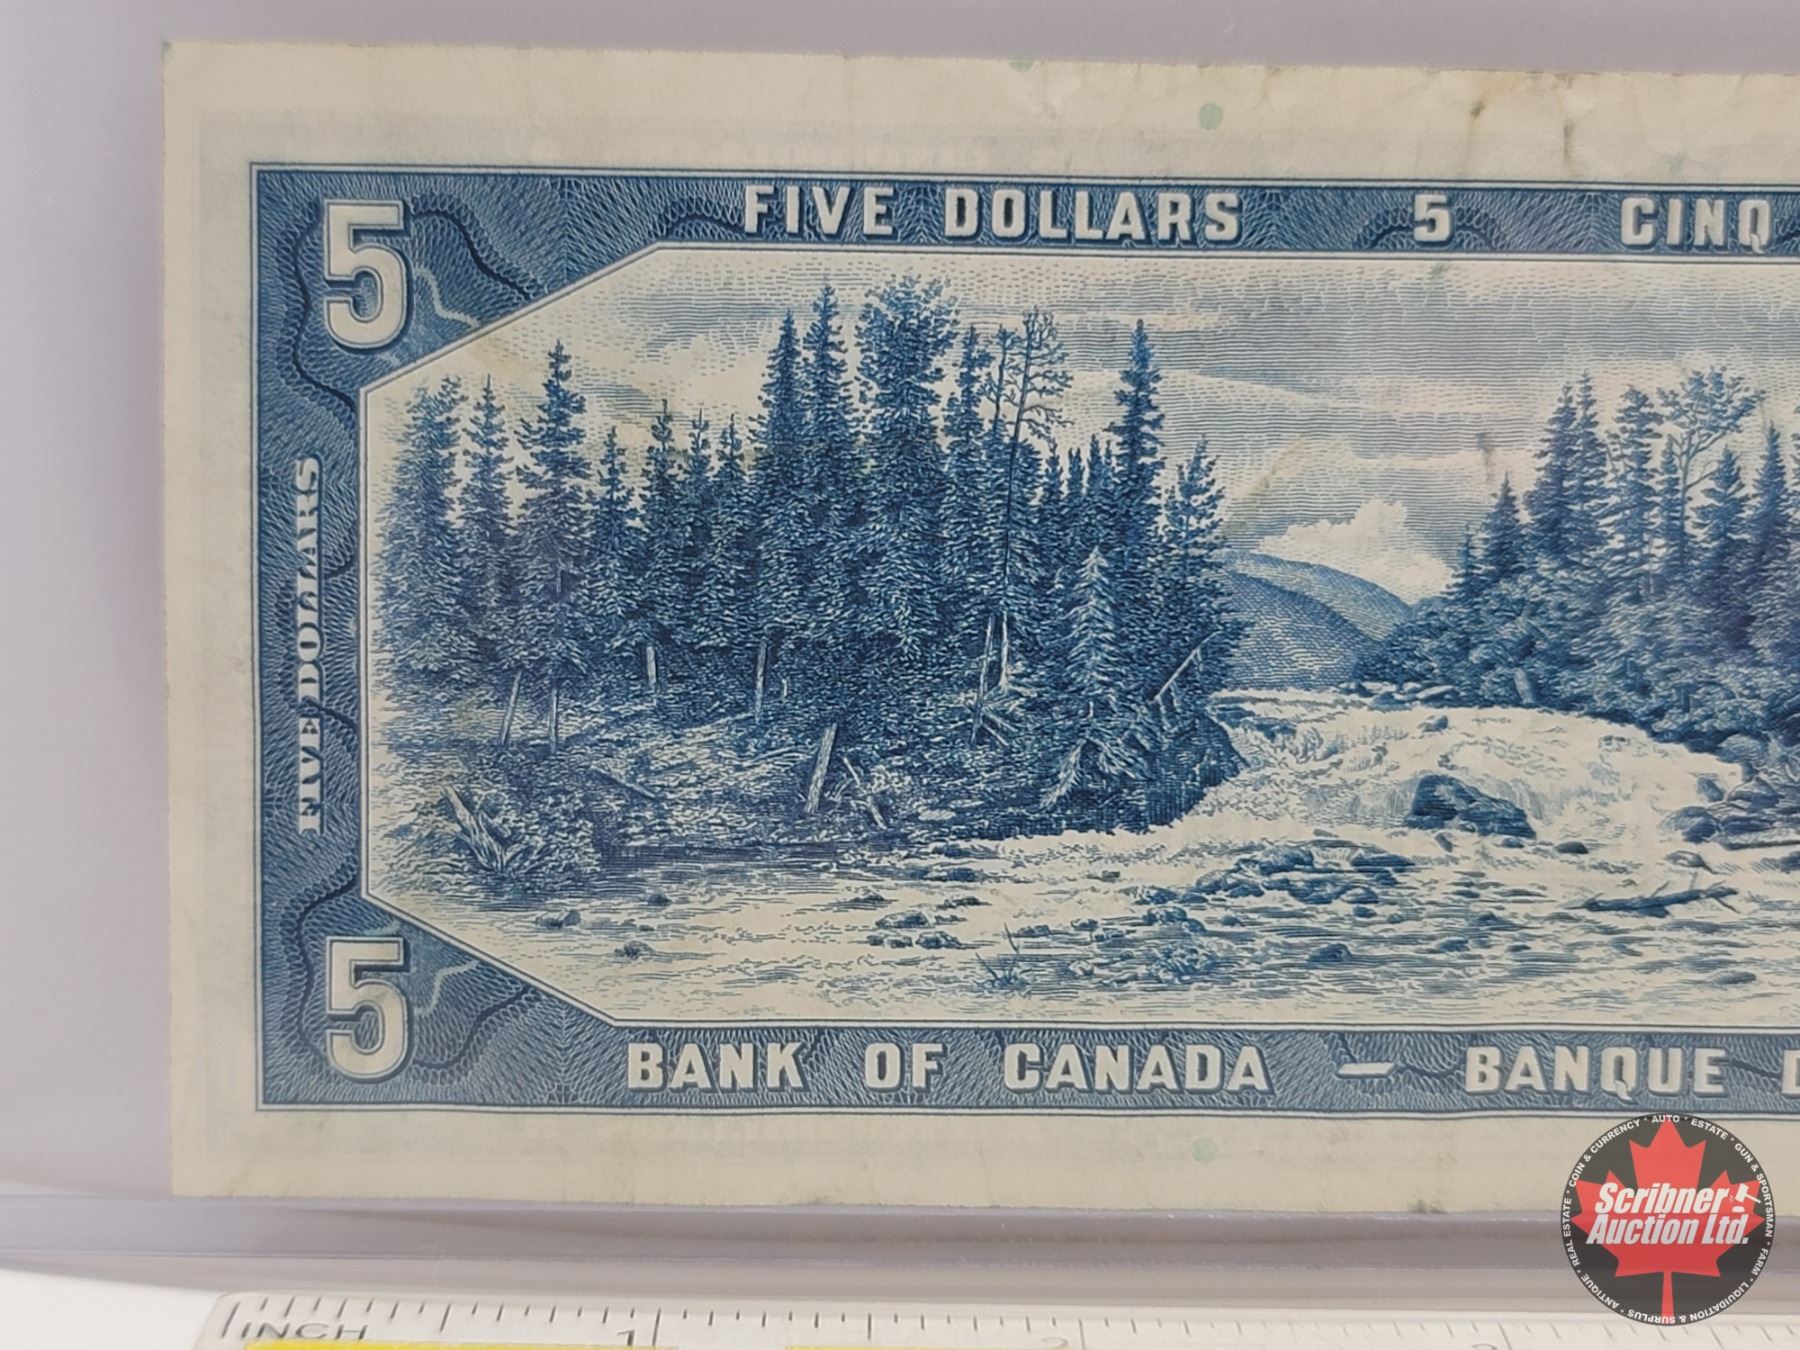 FIVE DOLLARS 5 CINQ
5
FIVE DOLLARS
5
BANK OF CANADA — BANQUE D
COIN & CURRENCY * AUTO * ESTATE * GUN & SPORTSMAN * FARM * LIQUIDATION & SURPLUS * ANTIQUE * REAL ESTATE *
Scribner
Auction Ltd.
INCH 1 2 3